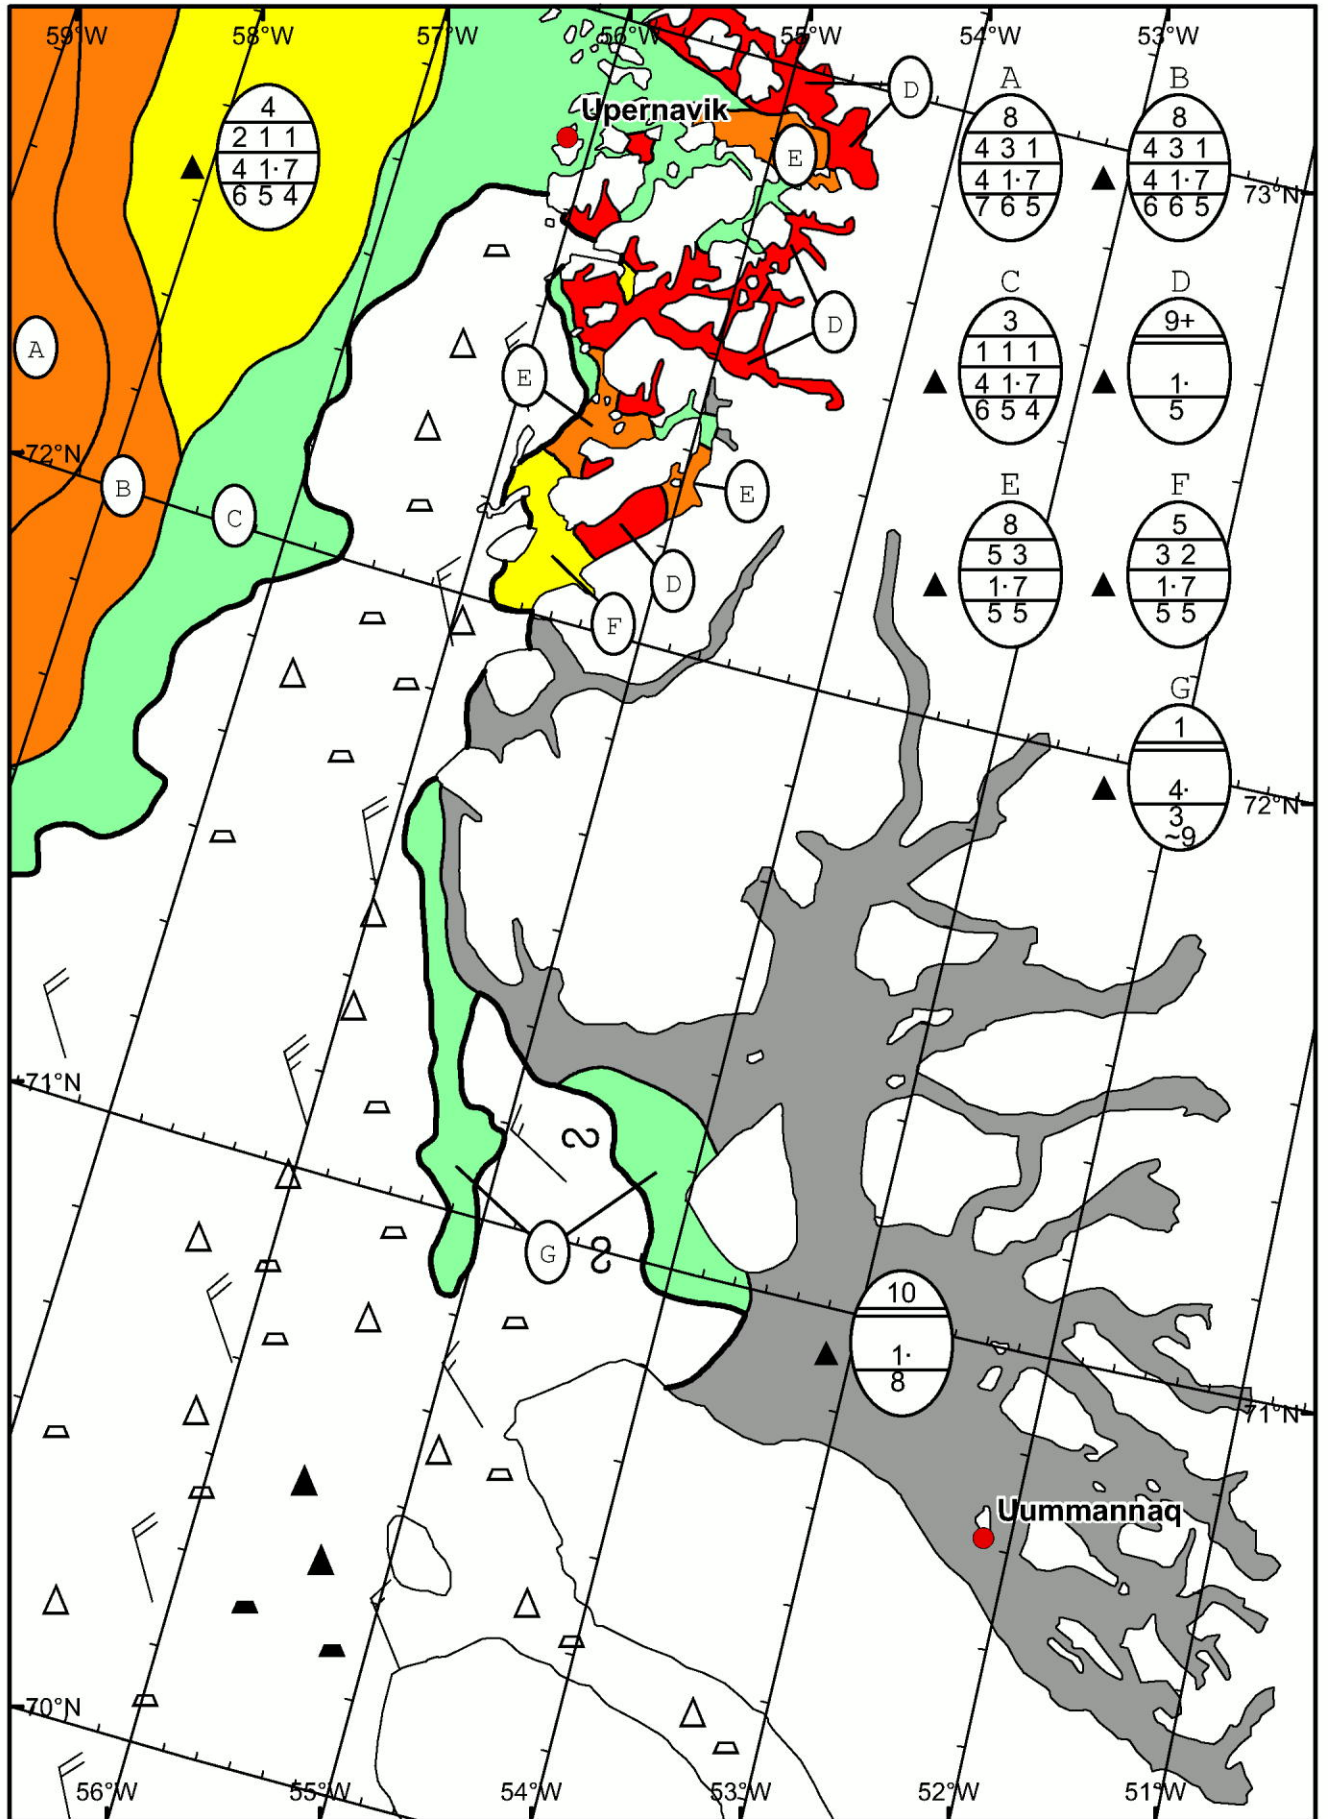 59°W 58°W 57°W 56°W 55°W 54°W 53°W
Upernavik
4
2 1 1
4 1·7
6 5 4
D
E
A
8
4 3 1
4 1·7
7 6 5
B
8
4 3 1
4 1·7
6 6 5
73°N
C
3
1 1 1
4 1·7
6 5 4
D
9+
1·
5
D
A
E
72°N
B
C
E
E
8
5 3
1·7
5 5
F
5
3 2
1·7
5 5
D
F
G
1
4·
3
~9
72°N
71°N
G
10
1·
8
71°N
Uummannaq
70°N
56°W 55°W 54°W 53°W 52°W 51°W